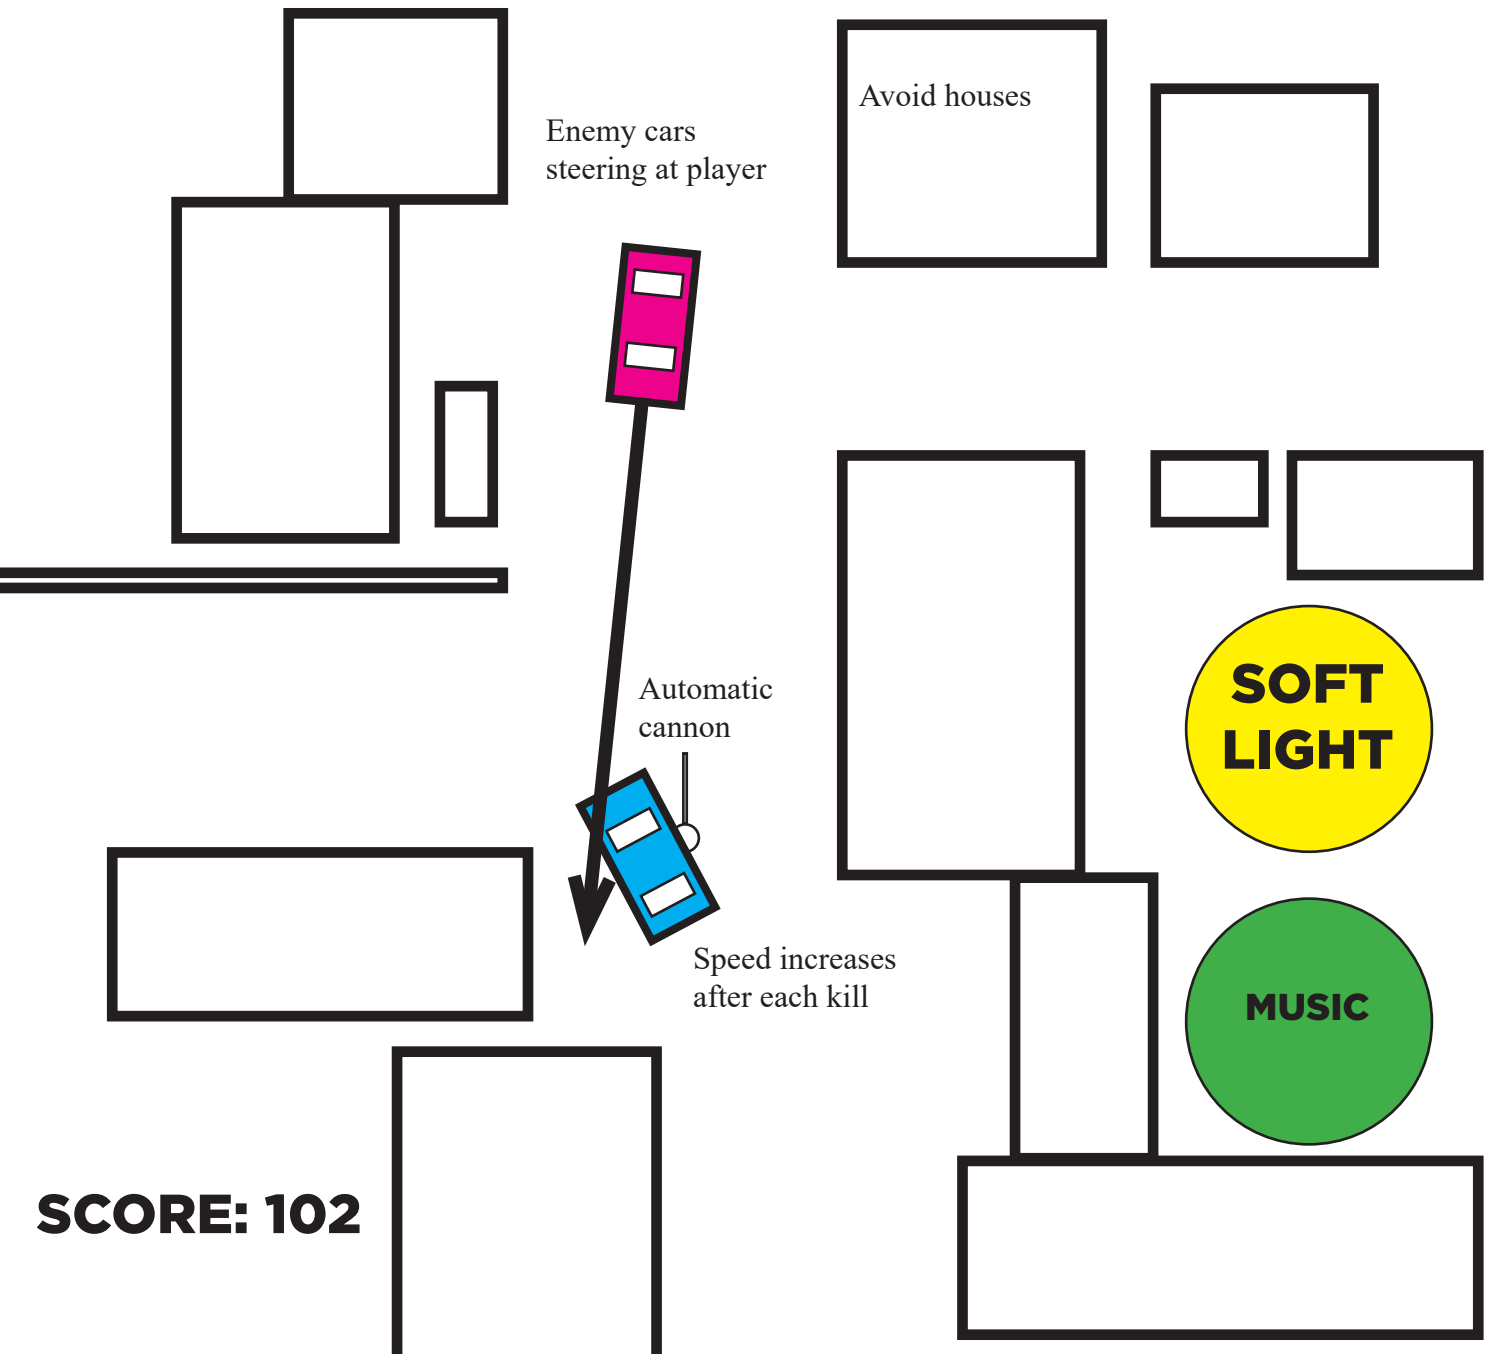 Avoid houses
Enemy cars
steering at player
SOFT
LIGHT
Automatic
cannon
Speed increases
after each kill
MUSIC
SCORE: 102